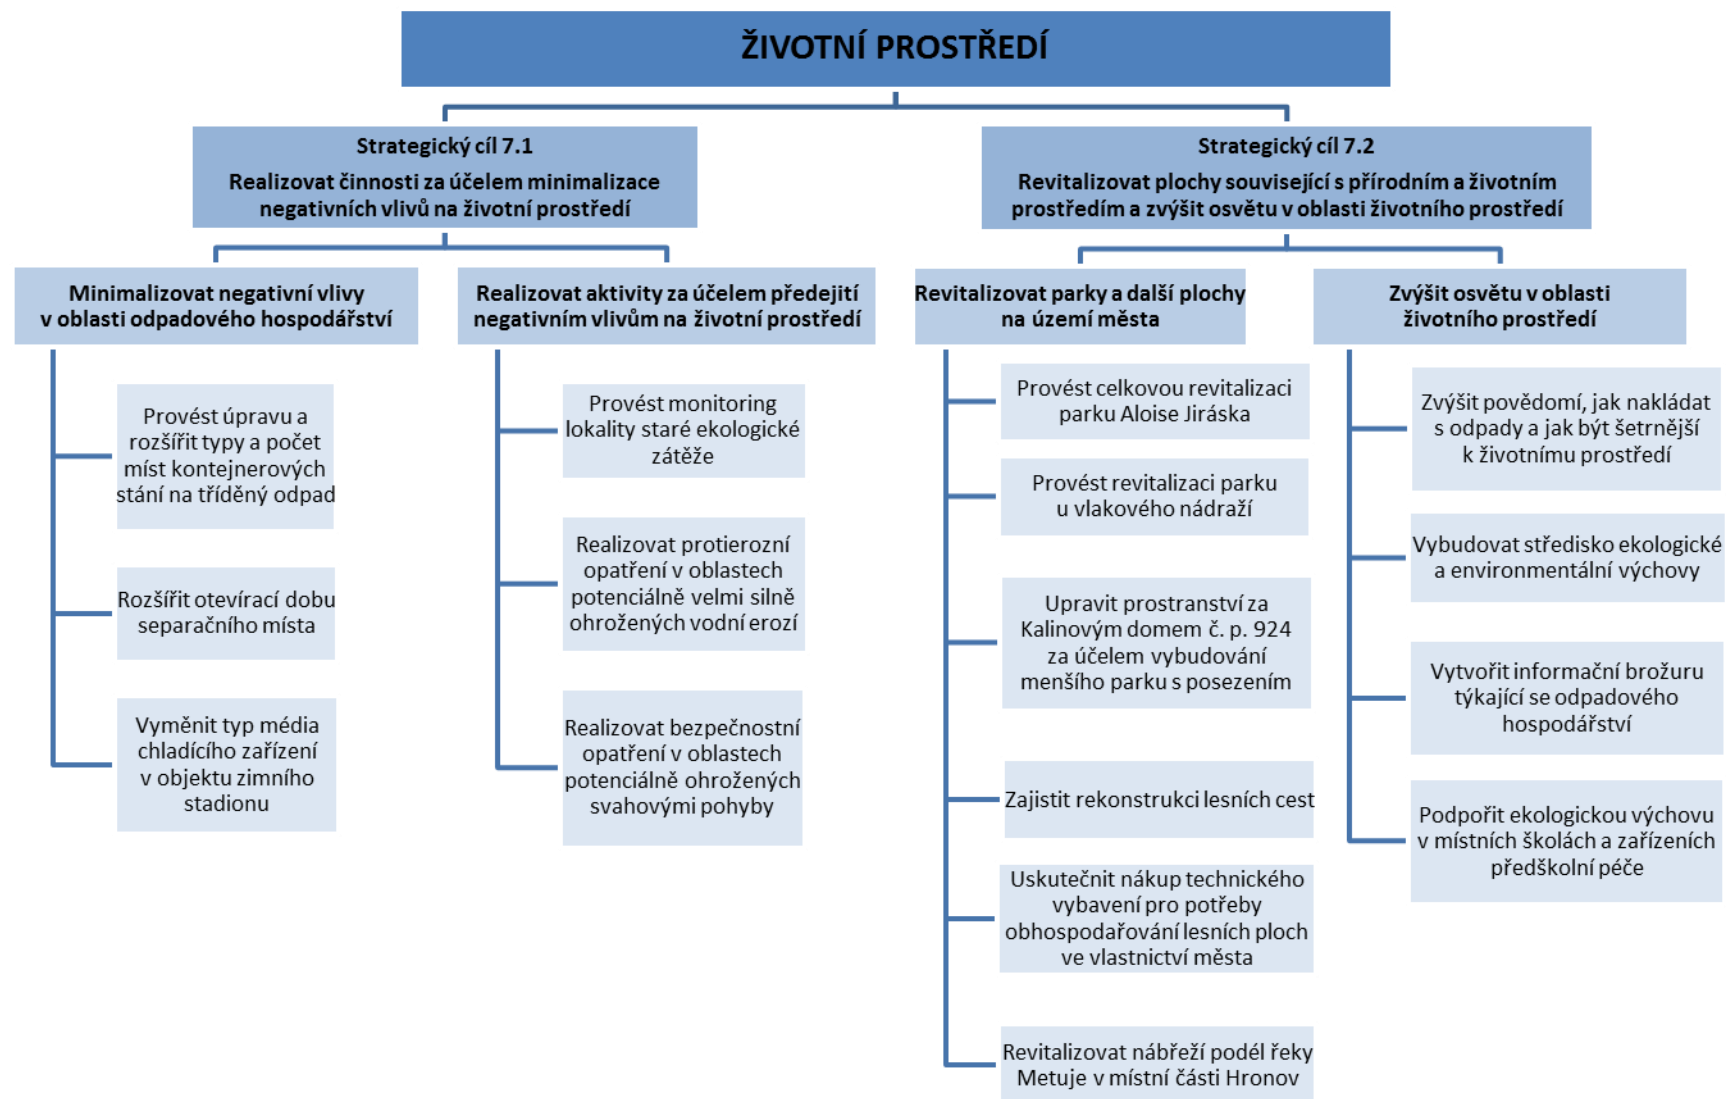 ŽIVOTNÍ PROSTŘEDÍ
Strategický cíl 7.1
Realizovat činnosti za účelem minimalizace
negativních vlivů na životní prostředí
Minimalizovat negativní vlivy
v oblasti odpadového hospodářství
Provést úpravu a
rozšířit typy a počet
míst kontejnerových
stání na tříděný odpad
Rozšířit otevírací dobu
separačního místa
Vyměnit typ média
chladícího zařízení
v objektu zimního
stadionu
Realizovat aktivity za účelem předejití
negativním vlivům na životní prostředí
Provést monitoring
lokality staré ekologické
zátěže
Realizovat protierozní
opatření v oblastech
potenciálně velmi silně
ohrožených vodní erozí
Realizovat bezpečnostní
opatření v oblastech
potenciálně ohrožených
svahovými pohyby
Strategický cíl 7.2
Revitalizovat plochy související s přírodním a životním
prostředím a zvýšit osvětu v oblasti životního prostředí
Revitalizovat parky a další plochy
na území města
Provést celkovou revitalizaci
parku Aloise Jiráska
Provést revitalizaci parku
u vlakového nádraží
Upravit prostranství za
Kalinovým domem č. p. 924
za účelem vybudování
menšího parku s posezením
Zajistit rekonstrukci lesních cest
Uskutečnit nákup technického
vybavení pro potřeby
obhospodařování lesních ploch
ve vlastnictví města
Revitalizovat nábřeží podél řeky
Metuje v místní části Hronov
Zvýšit osvětu v oblasti
životního prostředí
Zvýšit povědomí, jak nakládat
s odpady a jak být šetrnější
k životnímu prostředí
Vybudovat středisko ekologické
a environmentální výchovy
Vytvořit informační brožuru
týkající se odpadového
hospodářství
Podpořit ekologickou výchovu
v místních školách a zařízeních
předškolní péče